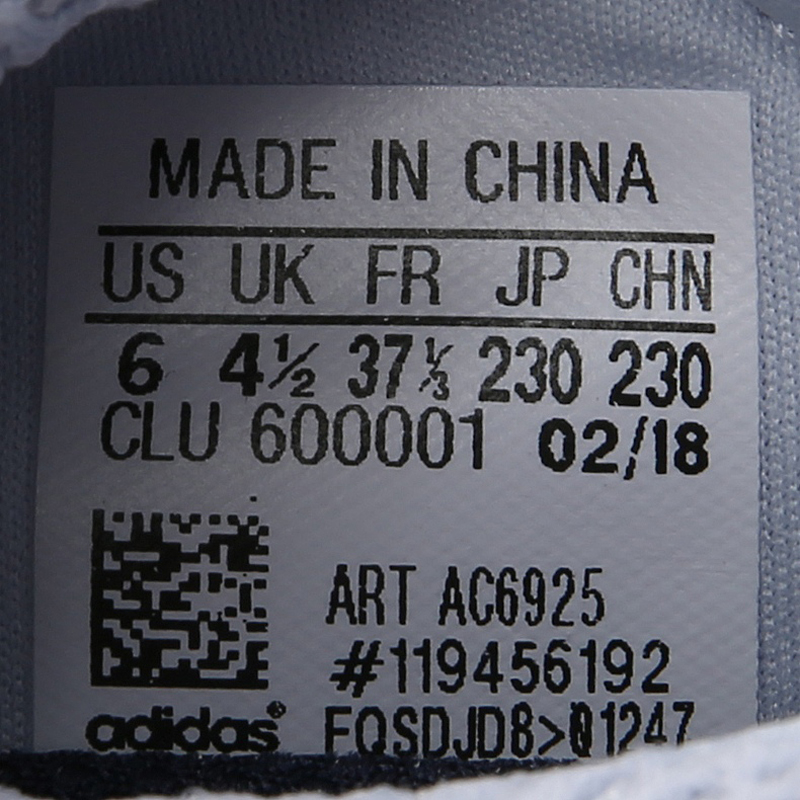 MADE IN CHINA
US UK FR JP CHN
6 4½ 37⅓ 230 230
CLU 600001 02/18
ART AC6925
#119456192
adidas® EQSDJD8>01247